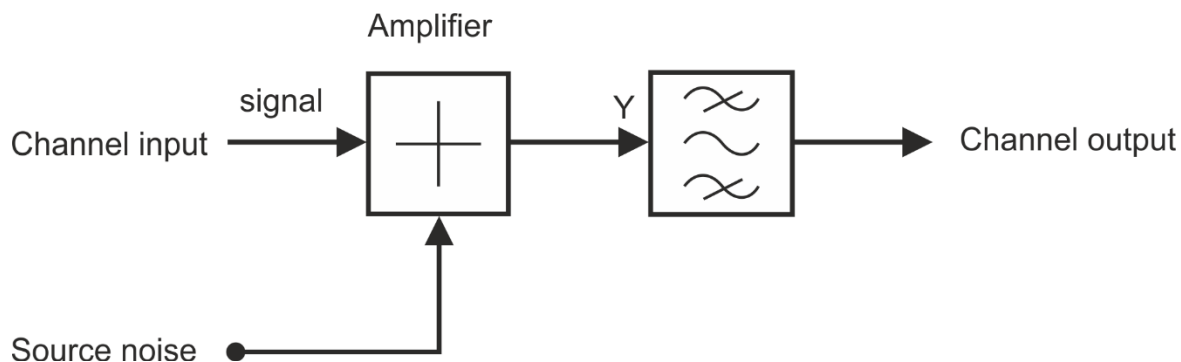 Amplifier
signal
Channel input
Y
Channel output
Source noise